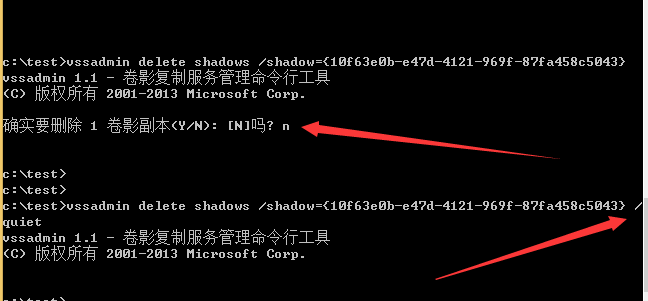 c:\test>vssadmin delete shadows /shadow={10f63e0b-e47d-4121-969f-87fa458c5043}
vssadmin 1.1 - 卷影复制服务管理命令行工具
(C) 版权所有 2001-2013 Microsoft Corp.
确实要删除 1 卷影副本(Y/N): [N]吗? n
c:\test>
c:\test>
c:\test>vssadmin delete shadows /shadow={10f63e0b-e47d-4121-969f-87fa458c5043} /
quiet
vssadmin 1.1 - 卷影复制服务管理命令行工具
(C) 版权所有 2001-2013 Microsoft Corp.
c:\test>